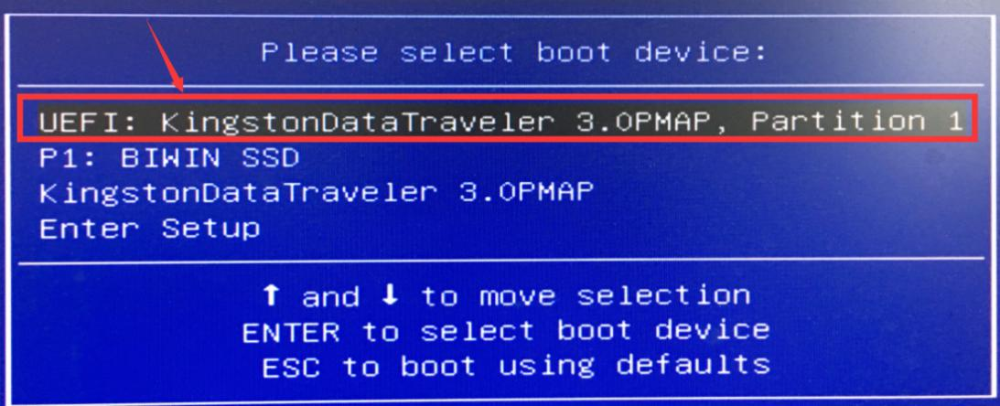 Please select boot device:
UEFI: KingstonDataTraveler 3.0PMAP, Partition 1
P1: BIWIN SSD
KingstonDataTraveler 3.0PMAP
Enter Setup
↑ and ↓ to move selection
ENTER to select boot device
ESC to boot using defaults